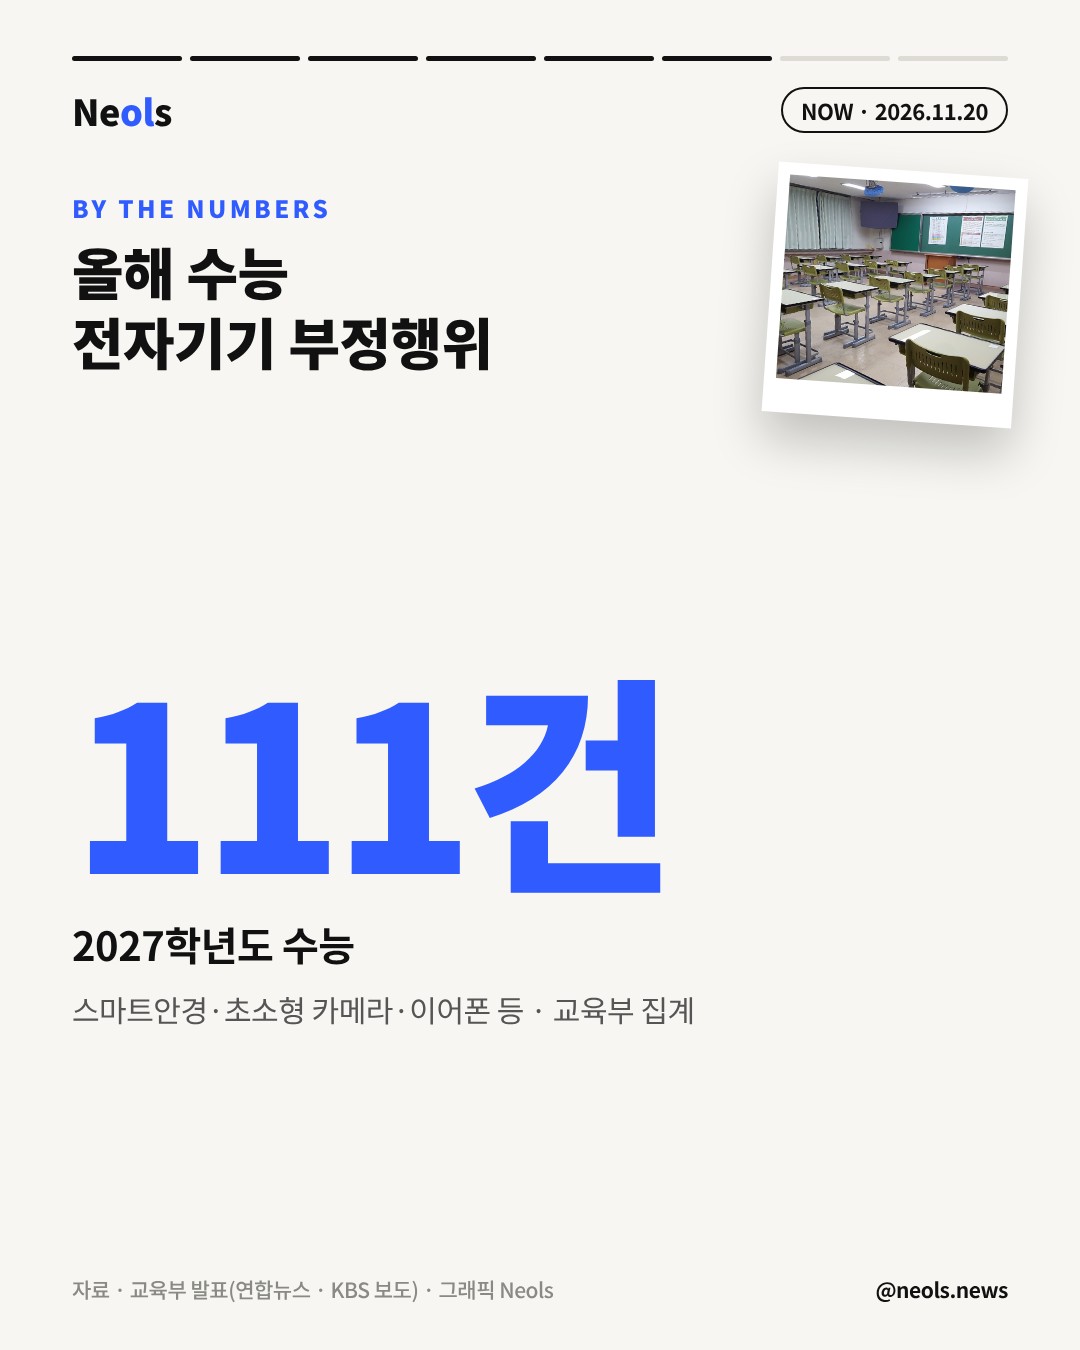 Neols
NOW · 2026.11.20
BY THE NUMBERS
올해 수능
전자기기 부정행위
111건
2027학년도 수능
스마트안경·초소형 카메라·이어폰 등 · 교육부 집계
자료 · 교육부 발표(연합뉴스 · KBS 보도) · 그래픽 Neols
@neols.news